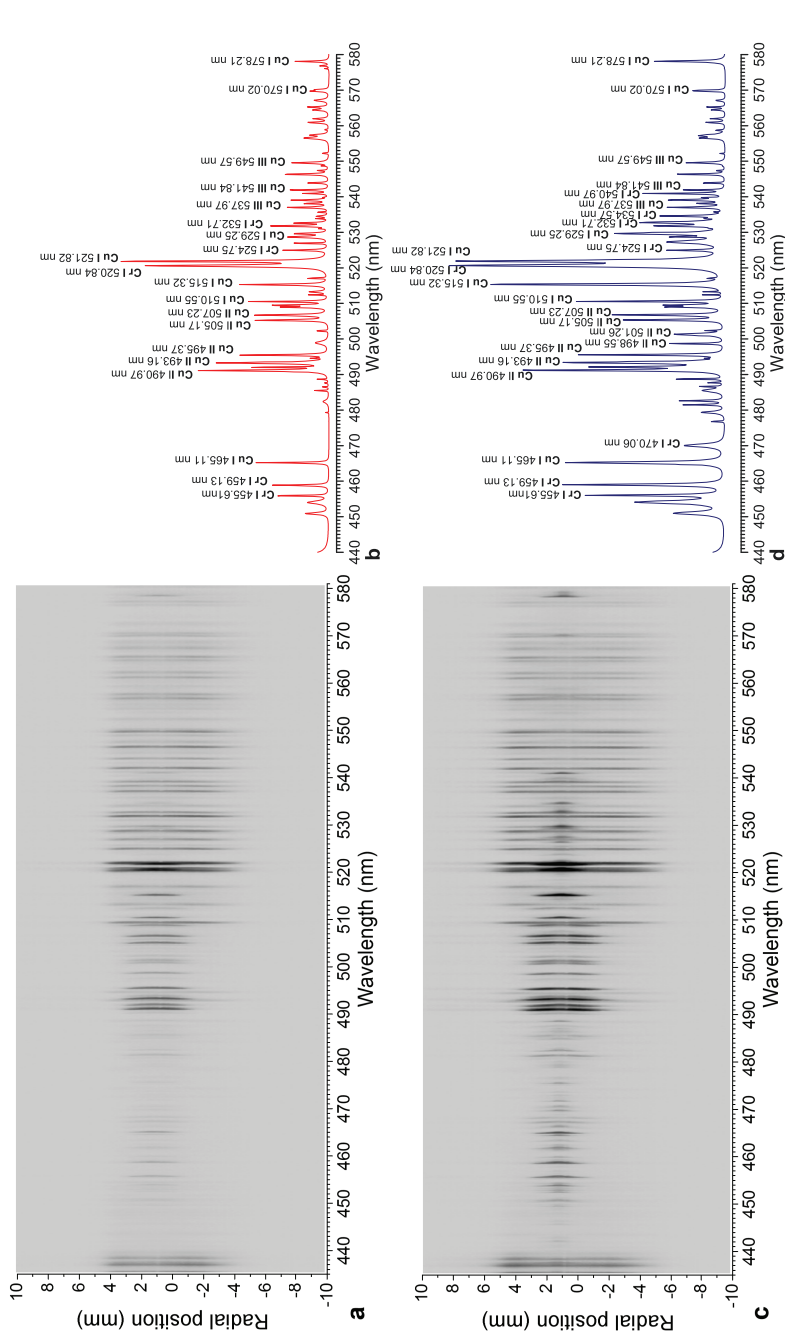 a
Radial position (mm)
10
8
6
4
2
0
-2
-4
-6
-8
-10
440 450 460 470 480 490 500 510 520 530 540 550 560 570 580
Wavelength (nm)
b
Cr I 455.61nm
Cr I 459.13 nm
Cu I 465.11 nm
Cu II 490.97 nm
Cu II 493.16 nm
Cu II 495.37 nm
Cu II 505.17 nm
Cu II 507.23 nm
Cu I 510.55 nm
Cu I 515.32 nm
Cr I 520.84 nm
Cu I 521.82 nm
Cr I 524.75 nm
Cu I 529.25 nm
Cr I 532.71 nm
Cu III 537.97 nm
Cu III 541.84 nm
Cu III 549.57 nm
Cu I 570.02 nm
Cu I 578.21 nm
440 450 460 470 480 490 500 510 520 530 540 550 560 570 580
Wavelength (nm)
c
Radial position (mm)
10
8
6
4
2
0
-2
-4
-6
-8
-10
440 450 460 470 480 490 500 510 520 530 540 550 560 570 580
Wavelength (nm)
d
Cr I 455.61nm
Cr I 459.13 nm
Cu I 465.11 nm
Cr I 470.06 nm
Cu II 490.97 nm
Cu II 493.16 nm
Cu II 495.37 nm
Cu II 498.55 nm
Cu II 501.26 nm
Cu II 505.17 nm
Cu II 507.23 nm
Cu I 510.55 nm
Cu I 515.32 nm
Cr I 520.84 nm
Cu I 521.82 nm
Cr I 524.75 nm
Cu I 529.25 nm
Cr I 532.71 nm
Cr I 534.57 nm
Cu III 537.97 nm
Cr I 540.97 nm
Cu III 541.84 nm
Cu III 549.57 nm
Cu I 570.02 nm
Cu I 578.21 nm
440 450 460 470 480 490 500 510 520 530 540 550 560 570 580
Wavelength (nm)